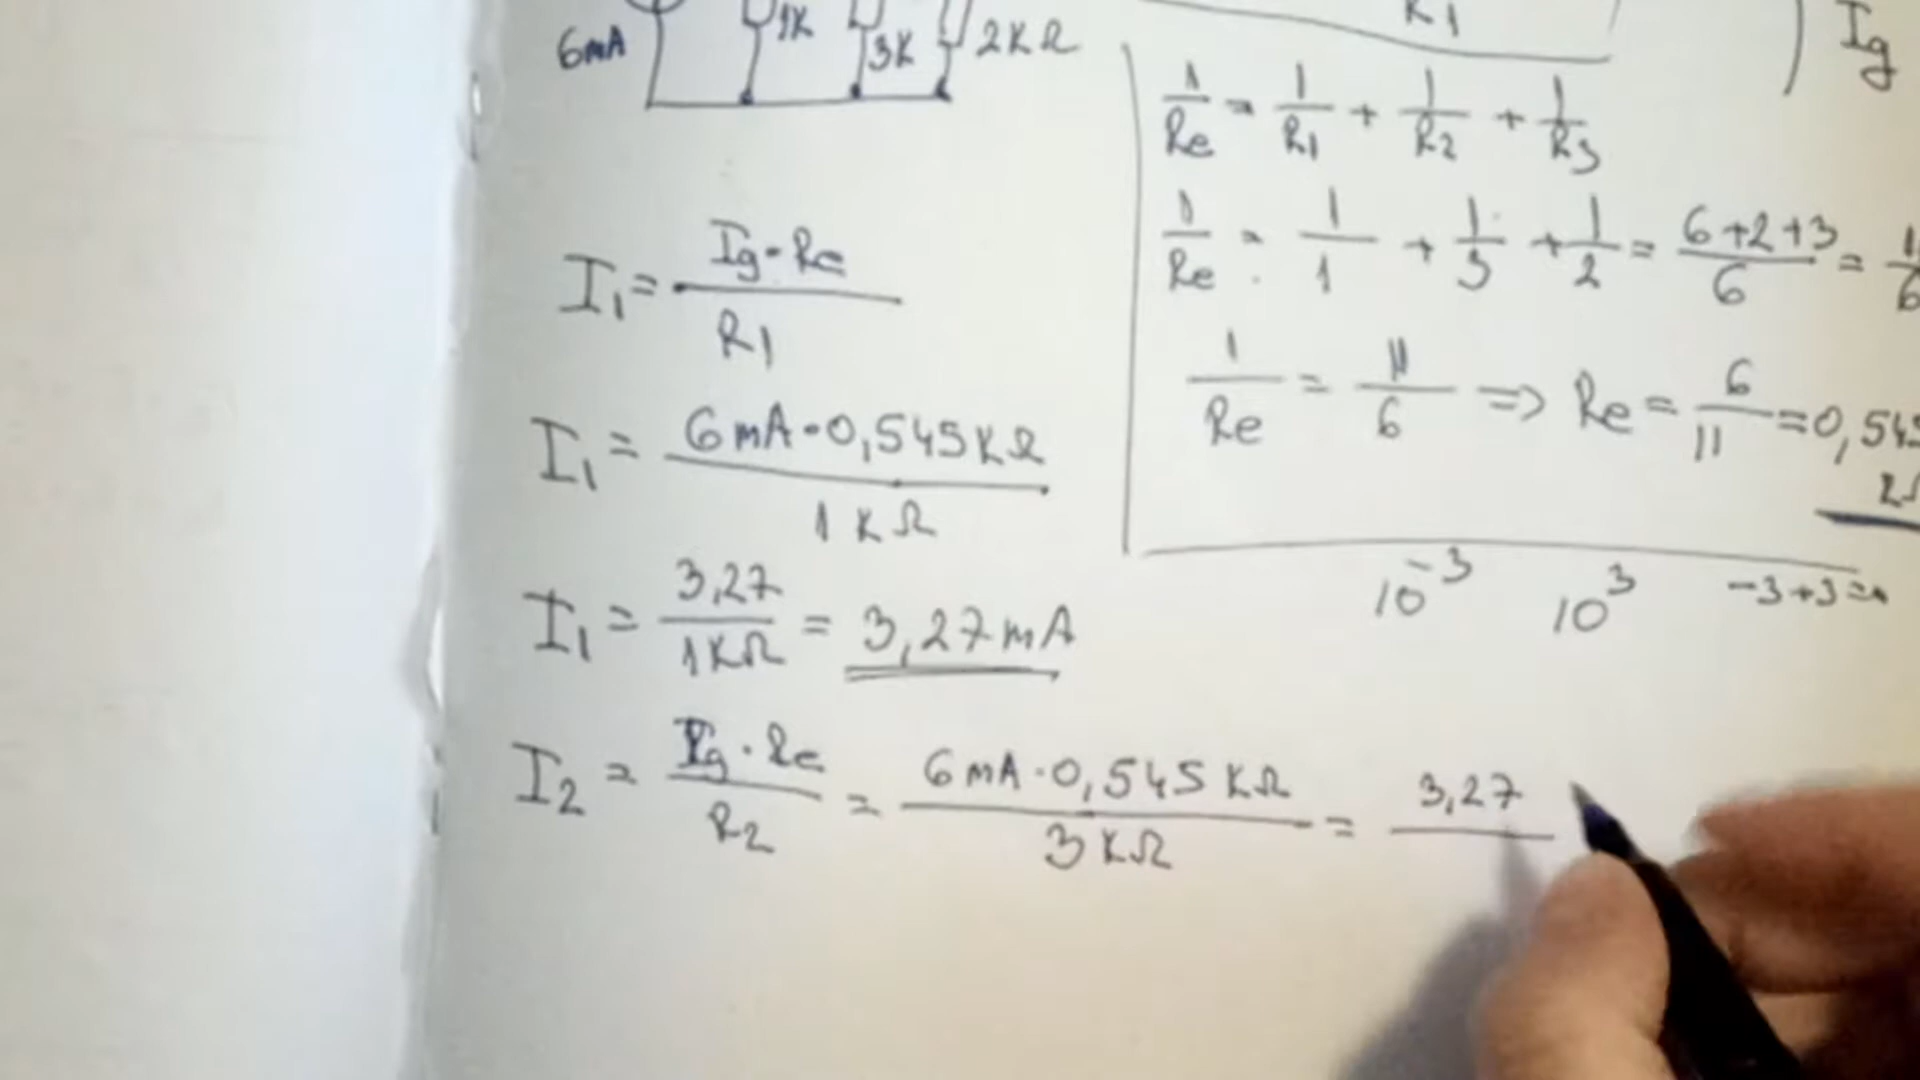 6mA 1K 3K 2KΩ
R1
Ig
1/Re = 1/R1 + 1/R2 + 1/R3
1/Re = 1/1 + 1/3 + 1/2 = (6+2+3)/6 =
1/Re = 11/6 => Re = 6/11 = 0,545
I1 = Ig·Re/R1
I1 = 6mA·0,545KΩ/1KΩ
10^-3 10^3 -3+3=
I1 = 3,27/1KΩ = 3,27mA
I2 = Ig·Re/R2 = 6mA·0,545KΩ/3KΩ = 3,27